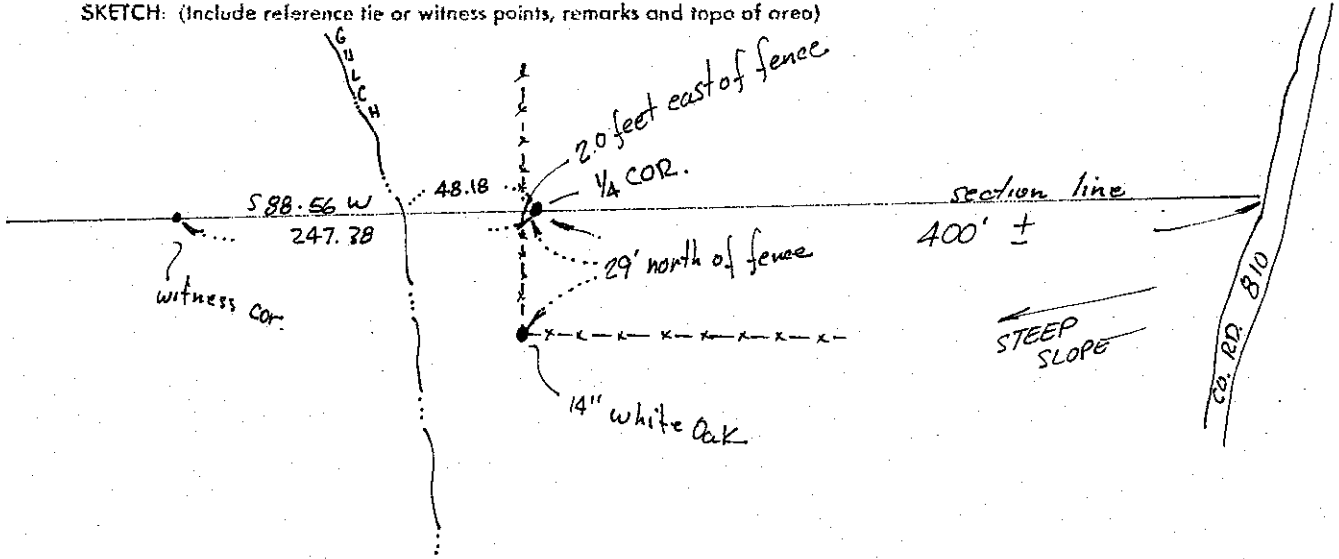 SKETCH: (Include reference tie or witness points, remarks and topo of area)
GULCH
2.0 feet east of fence
1/4 COR.
48.18
S 88.56 W
247.38
section line
400' ±
29' north of fence
witness cor.
STEEP
SLOPE
CO. RD. 810
14" white Oak